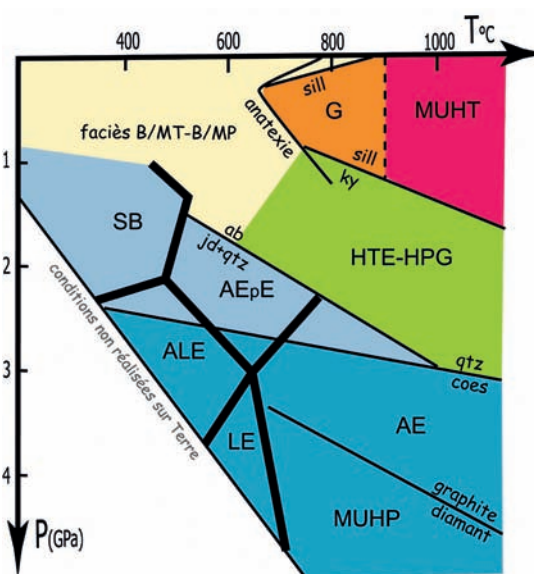 T°C
400
600
800
1000
sill
G
MUHT
anatexie
faciès B/MT-B/MP
1
sill
ky
SB
ab
jd+qtz
HTE-HPG
2
AEpE
conditions non réalisées sur Terre
ALE
qtz
coes
3
AE
LE
4
graphite
diamant
MUHP
P(GPa)